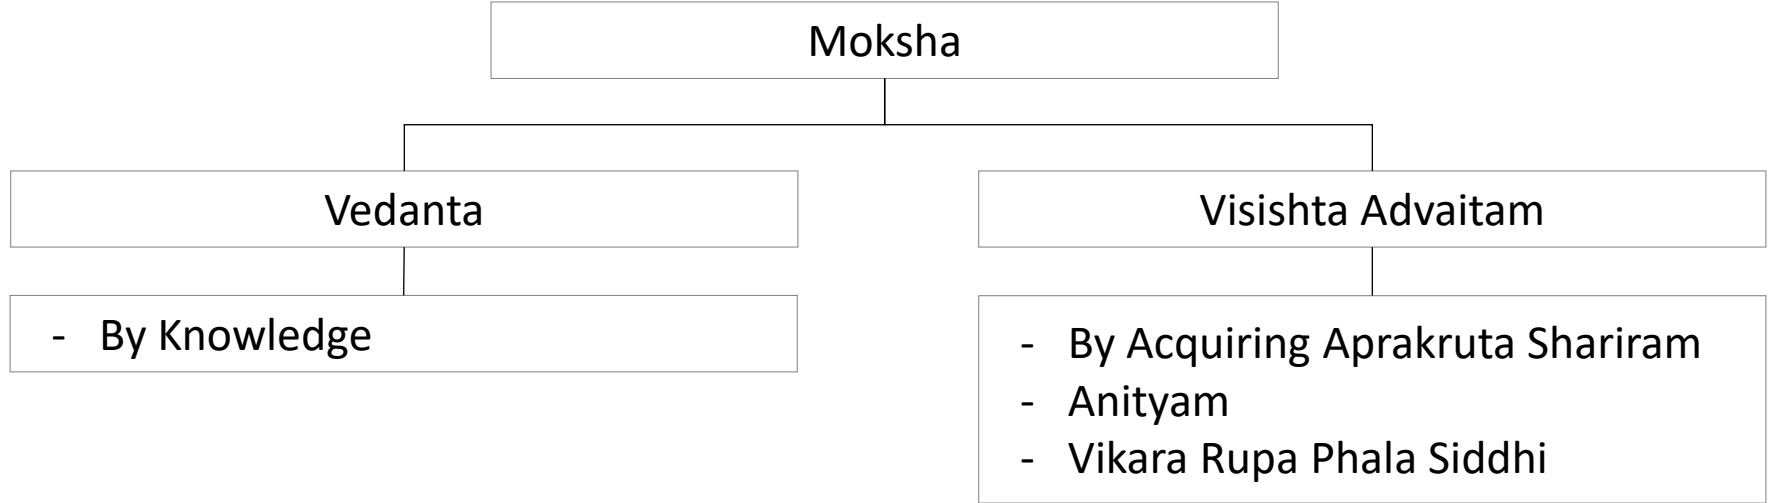 Moksha
Vedanta
Visishta Advaitam
- By Knowledge
- By Acquiring Aprakruta Shariram
- Anityam
- Vikara Rupa Phala Siddhi